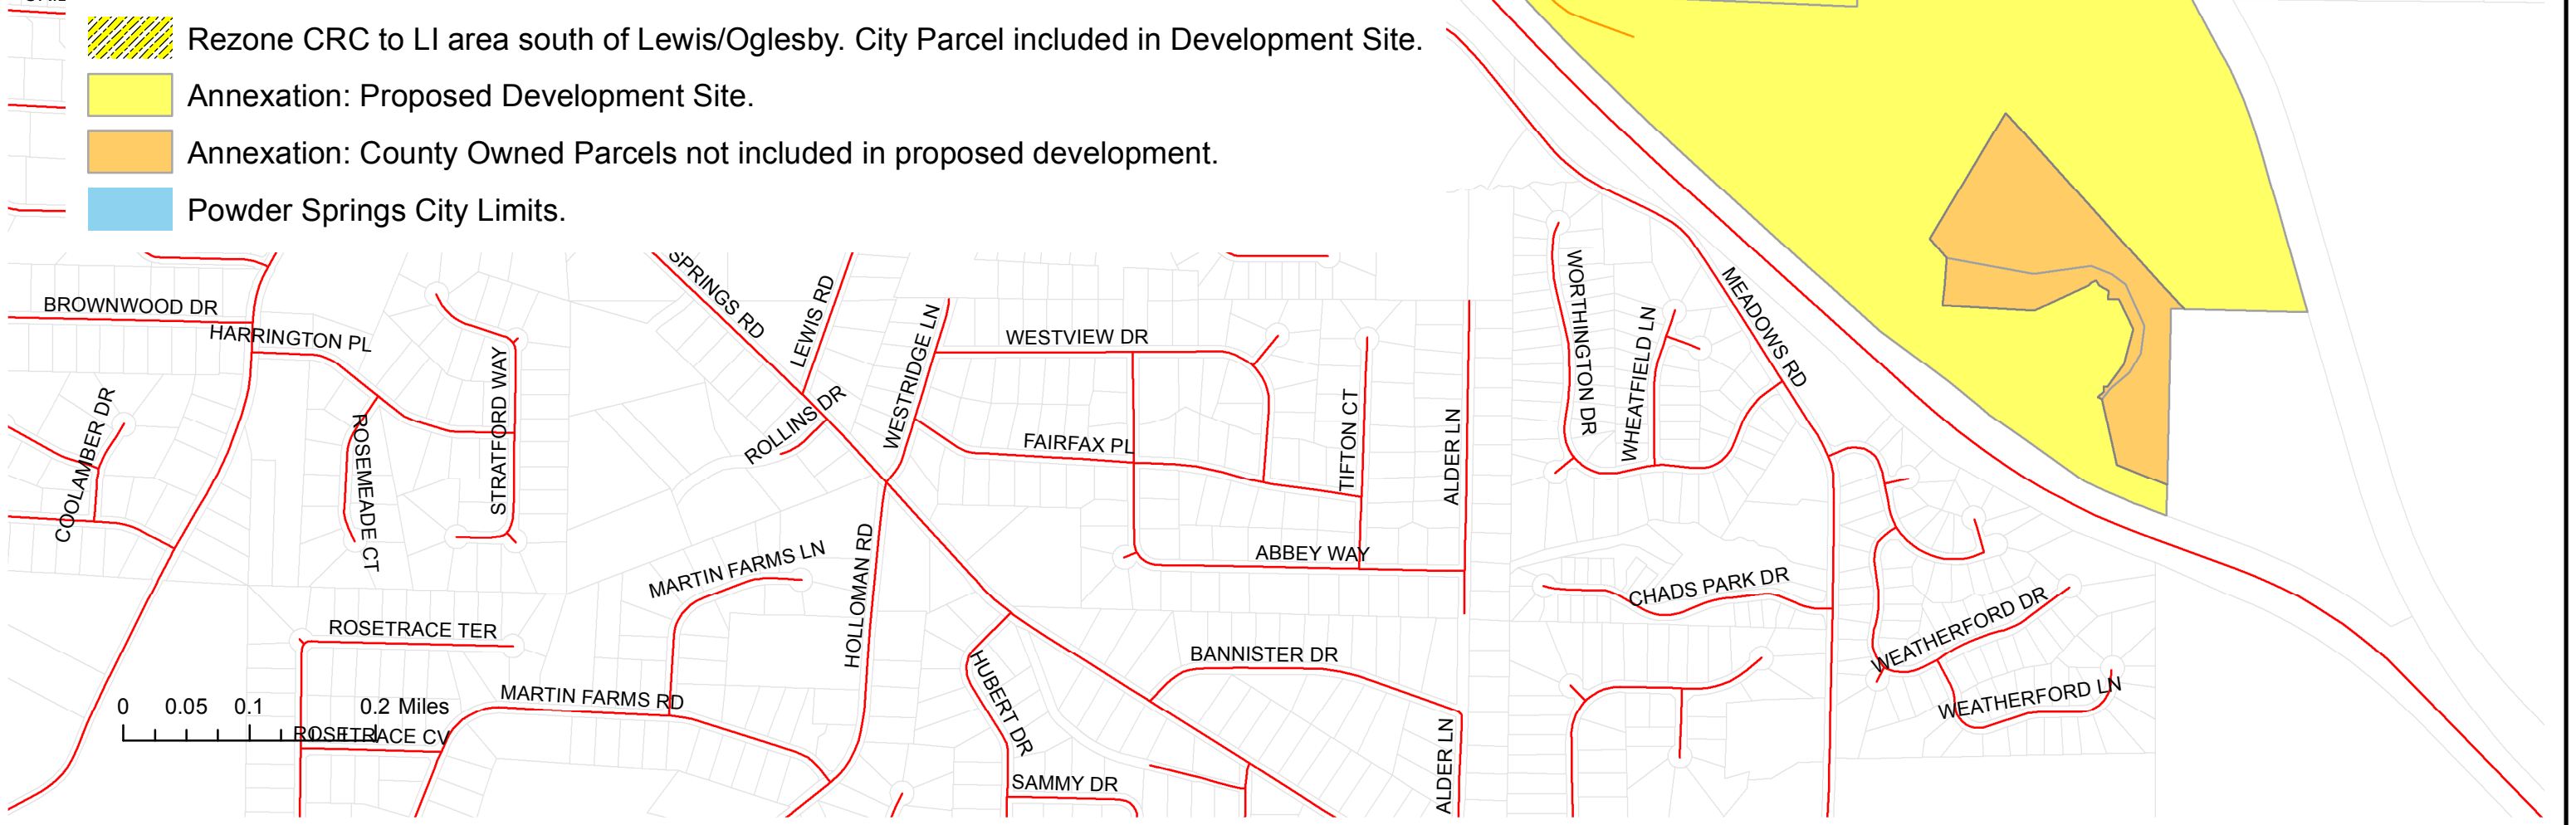 Rezone CRC to LI area south of Lewis/Oglesby. City Parcel included in Development Site.
Annexation: Proposed Development Site.
Annexation: County Owned Parcels not included in proposed development.
Powder Springs City Limits.
BROWNWOOD DR
HARRINGTON PL
COOLAMBER DR
ROSEMEADE CT
STRATFORD WAY
SPRINGS RD
LEWIS RD
ROLLINS DR
WESTRIDGE LN
WESTVIEW DR
FAIRFAX PL
TIFTON CT
ALDER LN
WORTHINGTON DR
WHEATFIELD LN
MEADOWS RD
MARTIN FARMS LN
HOLLOMAN RD
ABBEY WAY
CHADS PARK DR
WEATHERFORD DR
WEATHERFORD LN
ROSETRACE TER
BANNISTER DR
HUBERT DR
MARTIN FARMS RD
0 0.05 0.1 0.2 Miles
ROSETRACE CV
SAMMY DR
ALDER LN